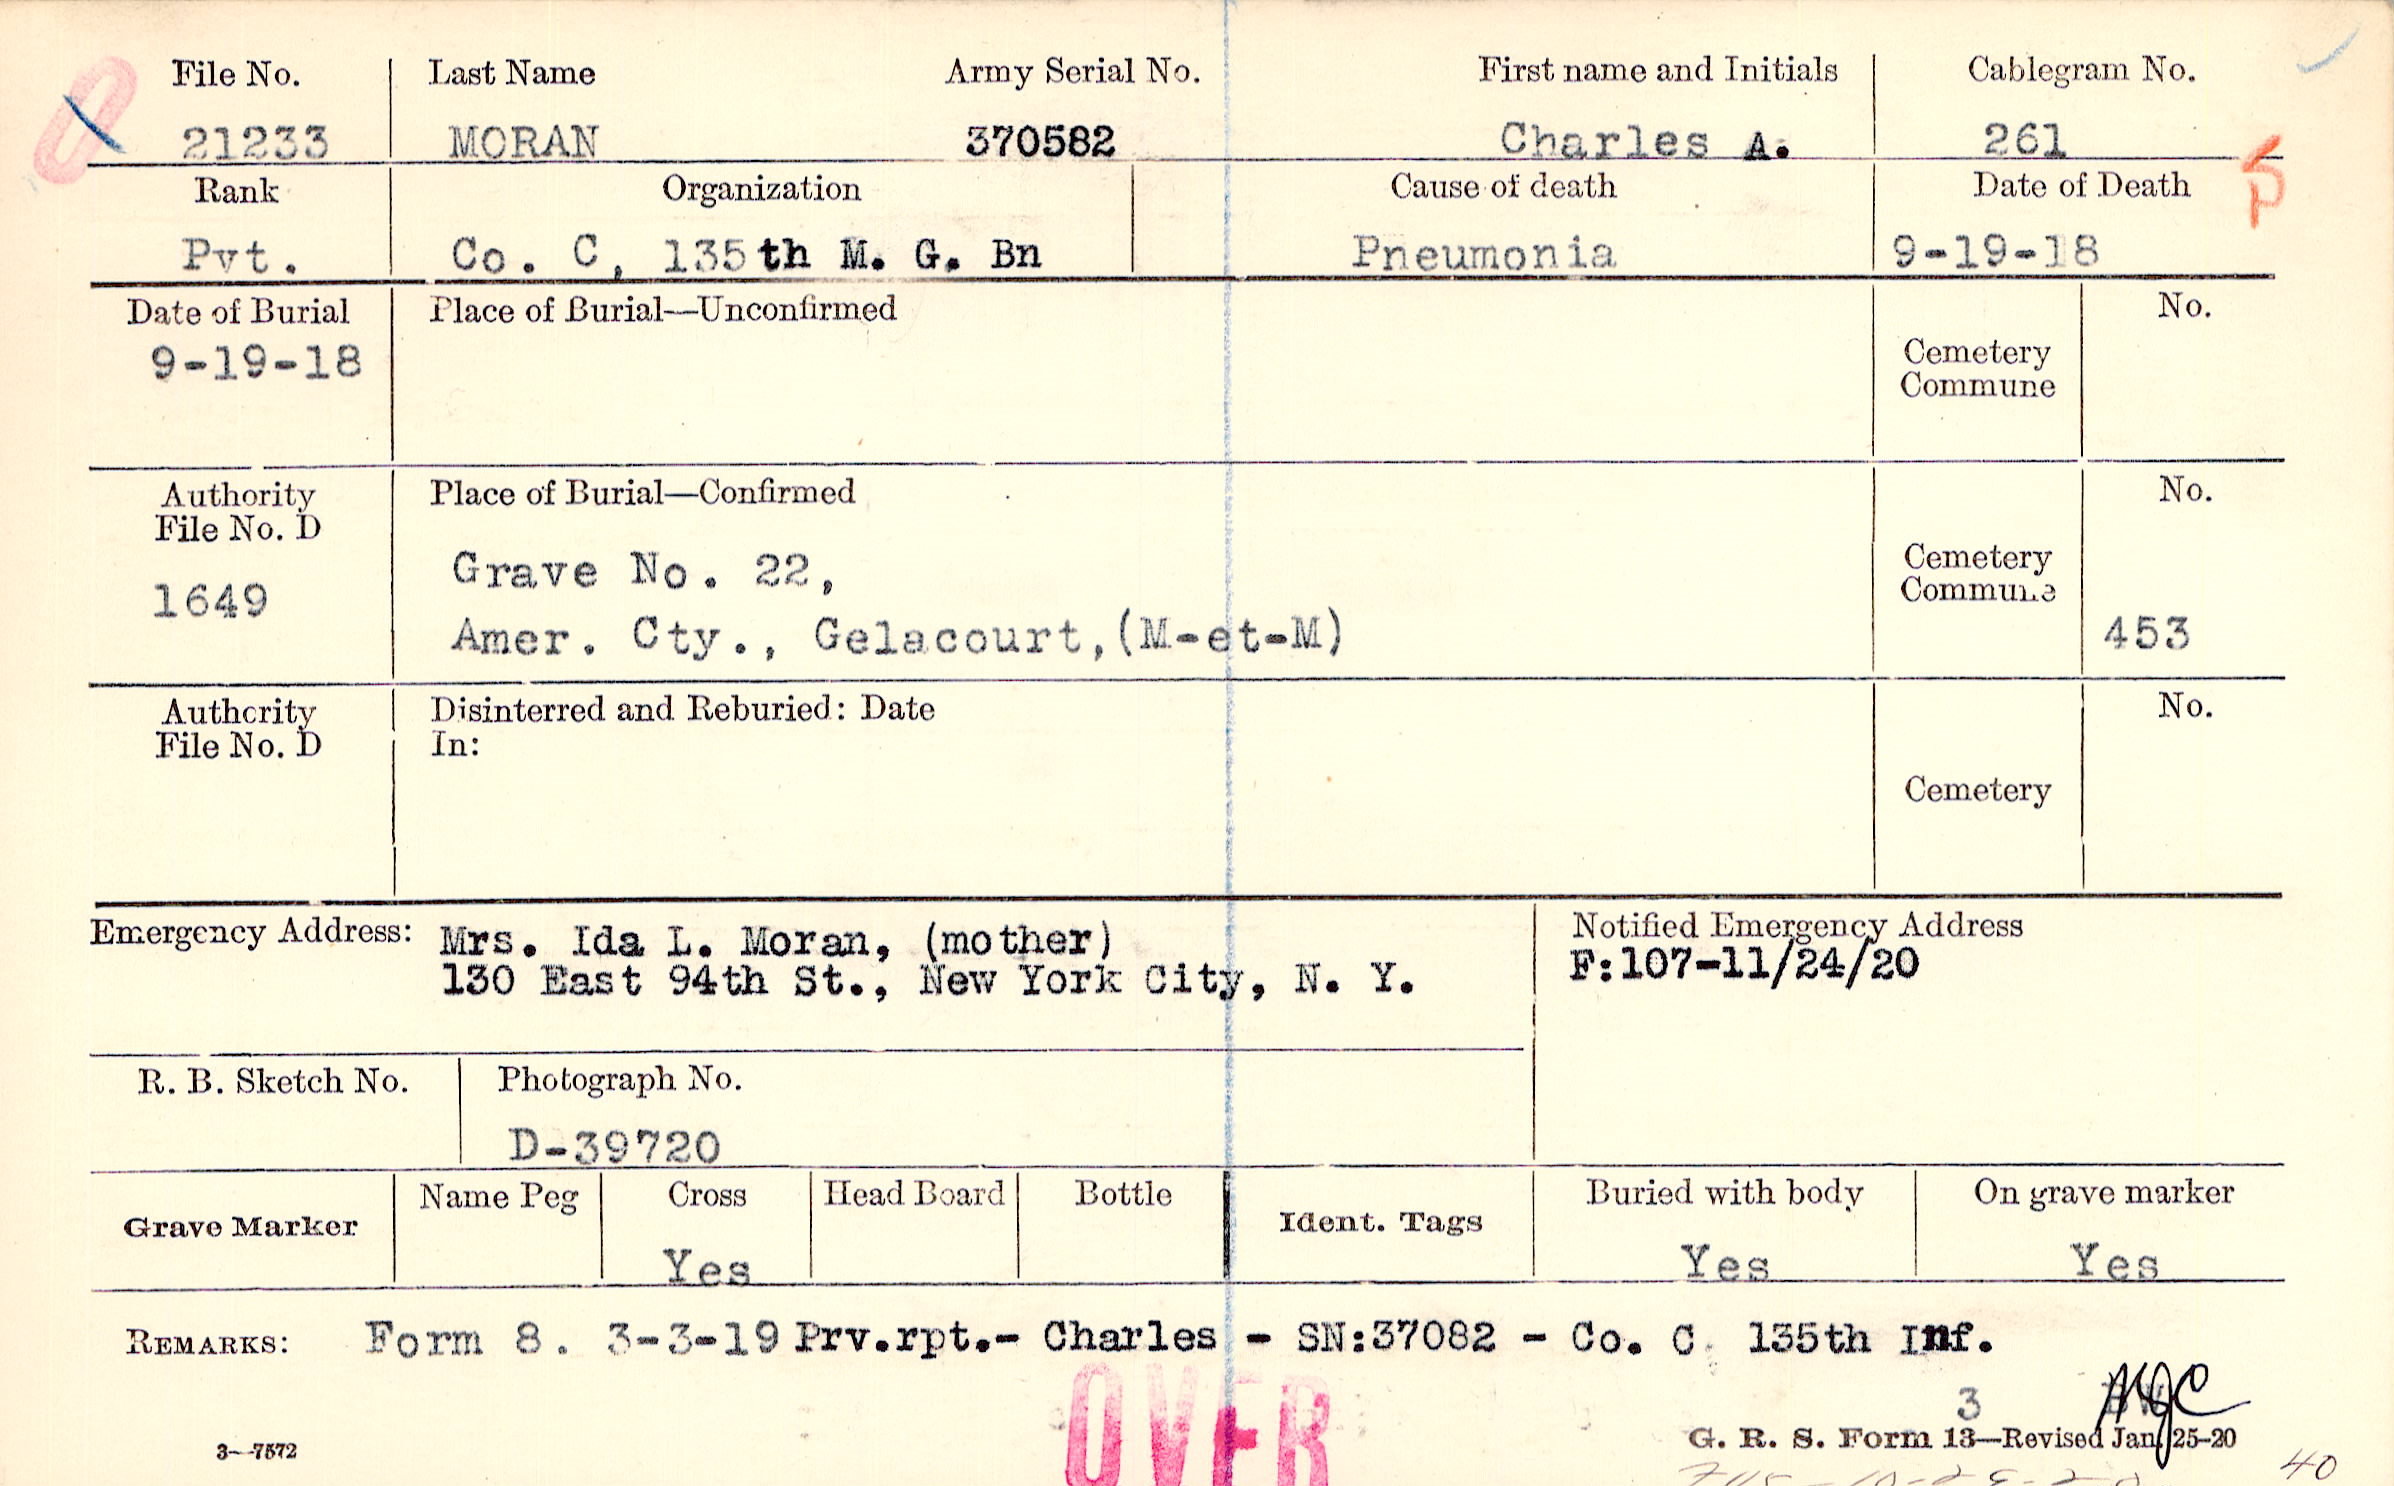 File No. Last Name Army Serial No. First name and Initials Cablegram No.
21233 MORAN 370582 Charles A. 261
Rank Organization Cause of death Date of Death
Pvt. Co. C, 135th M. G. Bn Pneumonia 9-19-18
Date of Burial Place of Burial—Unconfirmed No.
9-19-18
Cemetery
Commune
Authority Place of Burial—Confirmed No.
File No. D
1649
Grave No. 22,
Amer. Cty., Gelacourt,(M-et-M)
Cemetery
Commune
453
Authority Disinterred and Reburied: Date No.
File No. D In:
Cemetery
Emergency Address: Mrs. Ida L. Moran, (mother)
130 East 94th St., New York City, N. Y.
Notified Emergency Address
F:107-11/24/20
R. B. Sketch No. Photograph No.
D-39720
Grave Marker Name Peg Cross Head Board Bottle Ident. Tags Buried with body On grave marker
Yes Yes Yes
REMARKS: Form 8. 3-3-19 Prv.rpt.- Charles - SN:37082 - Co. C 135th Inf.
OVER
3
3—7572
G. R. S. Form 13—Revised Jan. 25-20
40